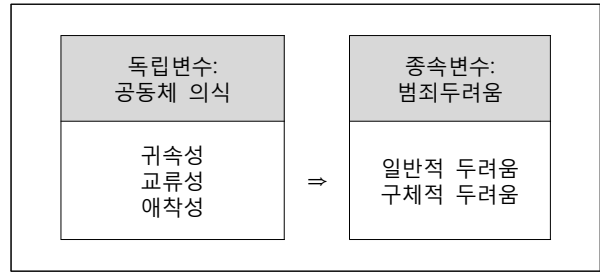 독립변수:
공동체 의식
귀속성
교류성
애착성
⇒
종속변수:
범죄두려움
일반적 두려움
구체적 두려움